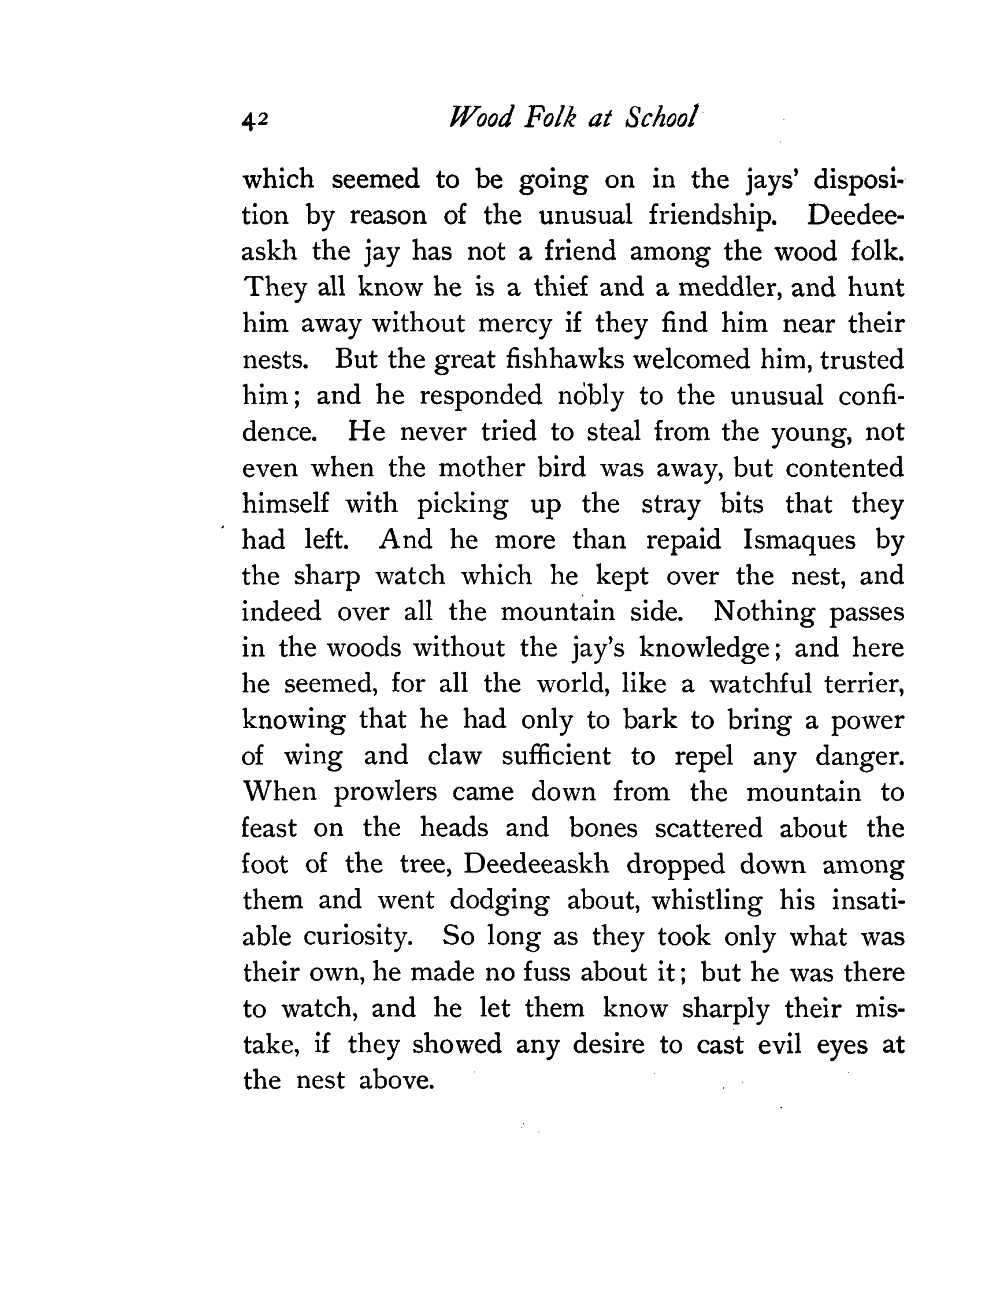 42 Wood Folk at School
which seemed to be going on in the jays' disposi-
tion by reason of the unusual friendship. Deedee-
askh the jay has not a friend among the wood folk.
They all know he is a thief and a meddler, and hunt
him away without mercy if they find him near their
nests. But the great fishhawks welcomed him, trusted
him; and he responded nobly to the unusual confi-
dence. He never tried to steal from the young, not
even when the mother bird was away, but contented
himself with picking up the stray bits that they
had left. And he more than repaid Ismaques by
the sharp watch which he kept over the nest, and
indeed over all the mountain side. Nothing passes
in the woods without the jay's knowledge; and here
he seemed, for all the world, like a watchful terrier,
knowing that he had only to bark to bring a power
of wing and claw sufficient to repel any danger.
When prowlers came down from the mountain to
feast on the heads and bones scattered about the
foot of the tree, Deedeeaskh dropped down among
them and went dodging about, whistling his insati-
able curiosity. So long as they took only what was
their own, he made no fuss about it; but he was there
to watch, and he let them know sharply their mis-
take, if they showed any desire to cast evil eyes at
the nest above.